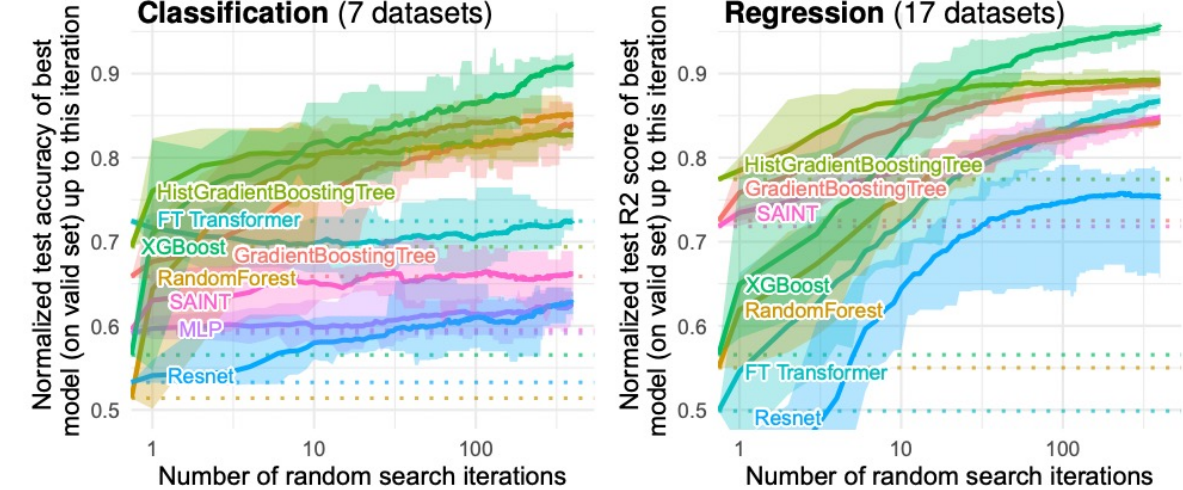 Classification (7 datasets)
Normalized test accuracy of best
model (on valid set) up to this iteration
0.9
0.8
0.7
0.6
0.5
HistGradientBoostingTree
FT Transformer
XGBoost
GradientBoostingTree
RandomForest
SAINT
MLP
Resnet
1
10
100
Number of random search iterations
Regression (17 datasets)
Normalized test R2 score of best
model (on valid set) up to this iteration
0.9
0.8
0.7
0.6
0.5
HistGradientBoostingTree
GradientBoostingTree
SAINT
XGBoost
RandomForest
FT Transformer
Resnet
1
10
100
Number of random search iterations